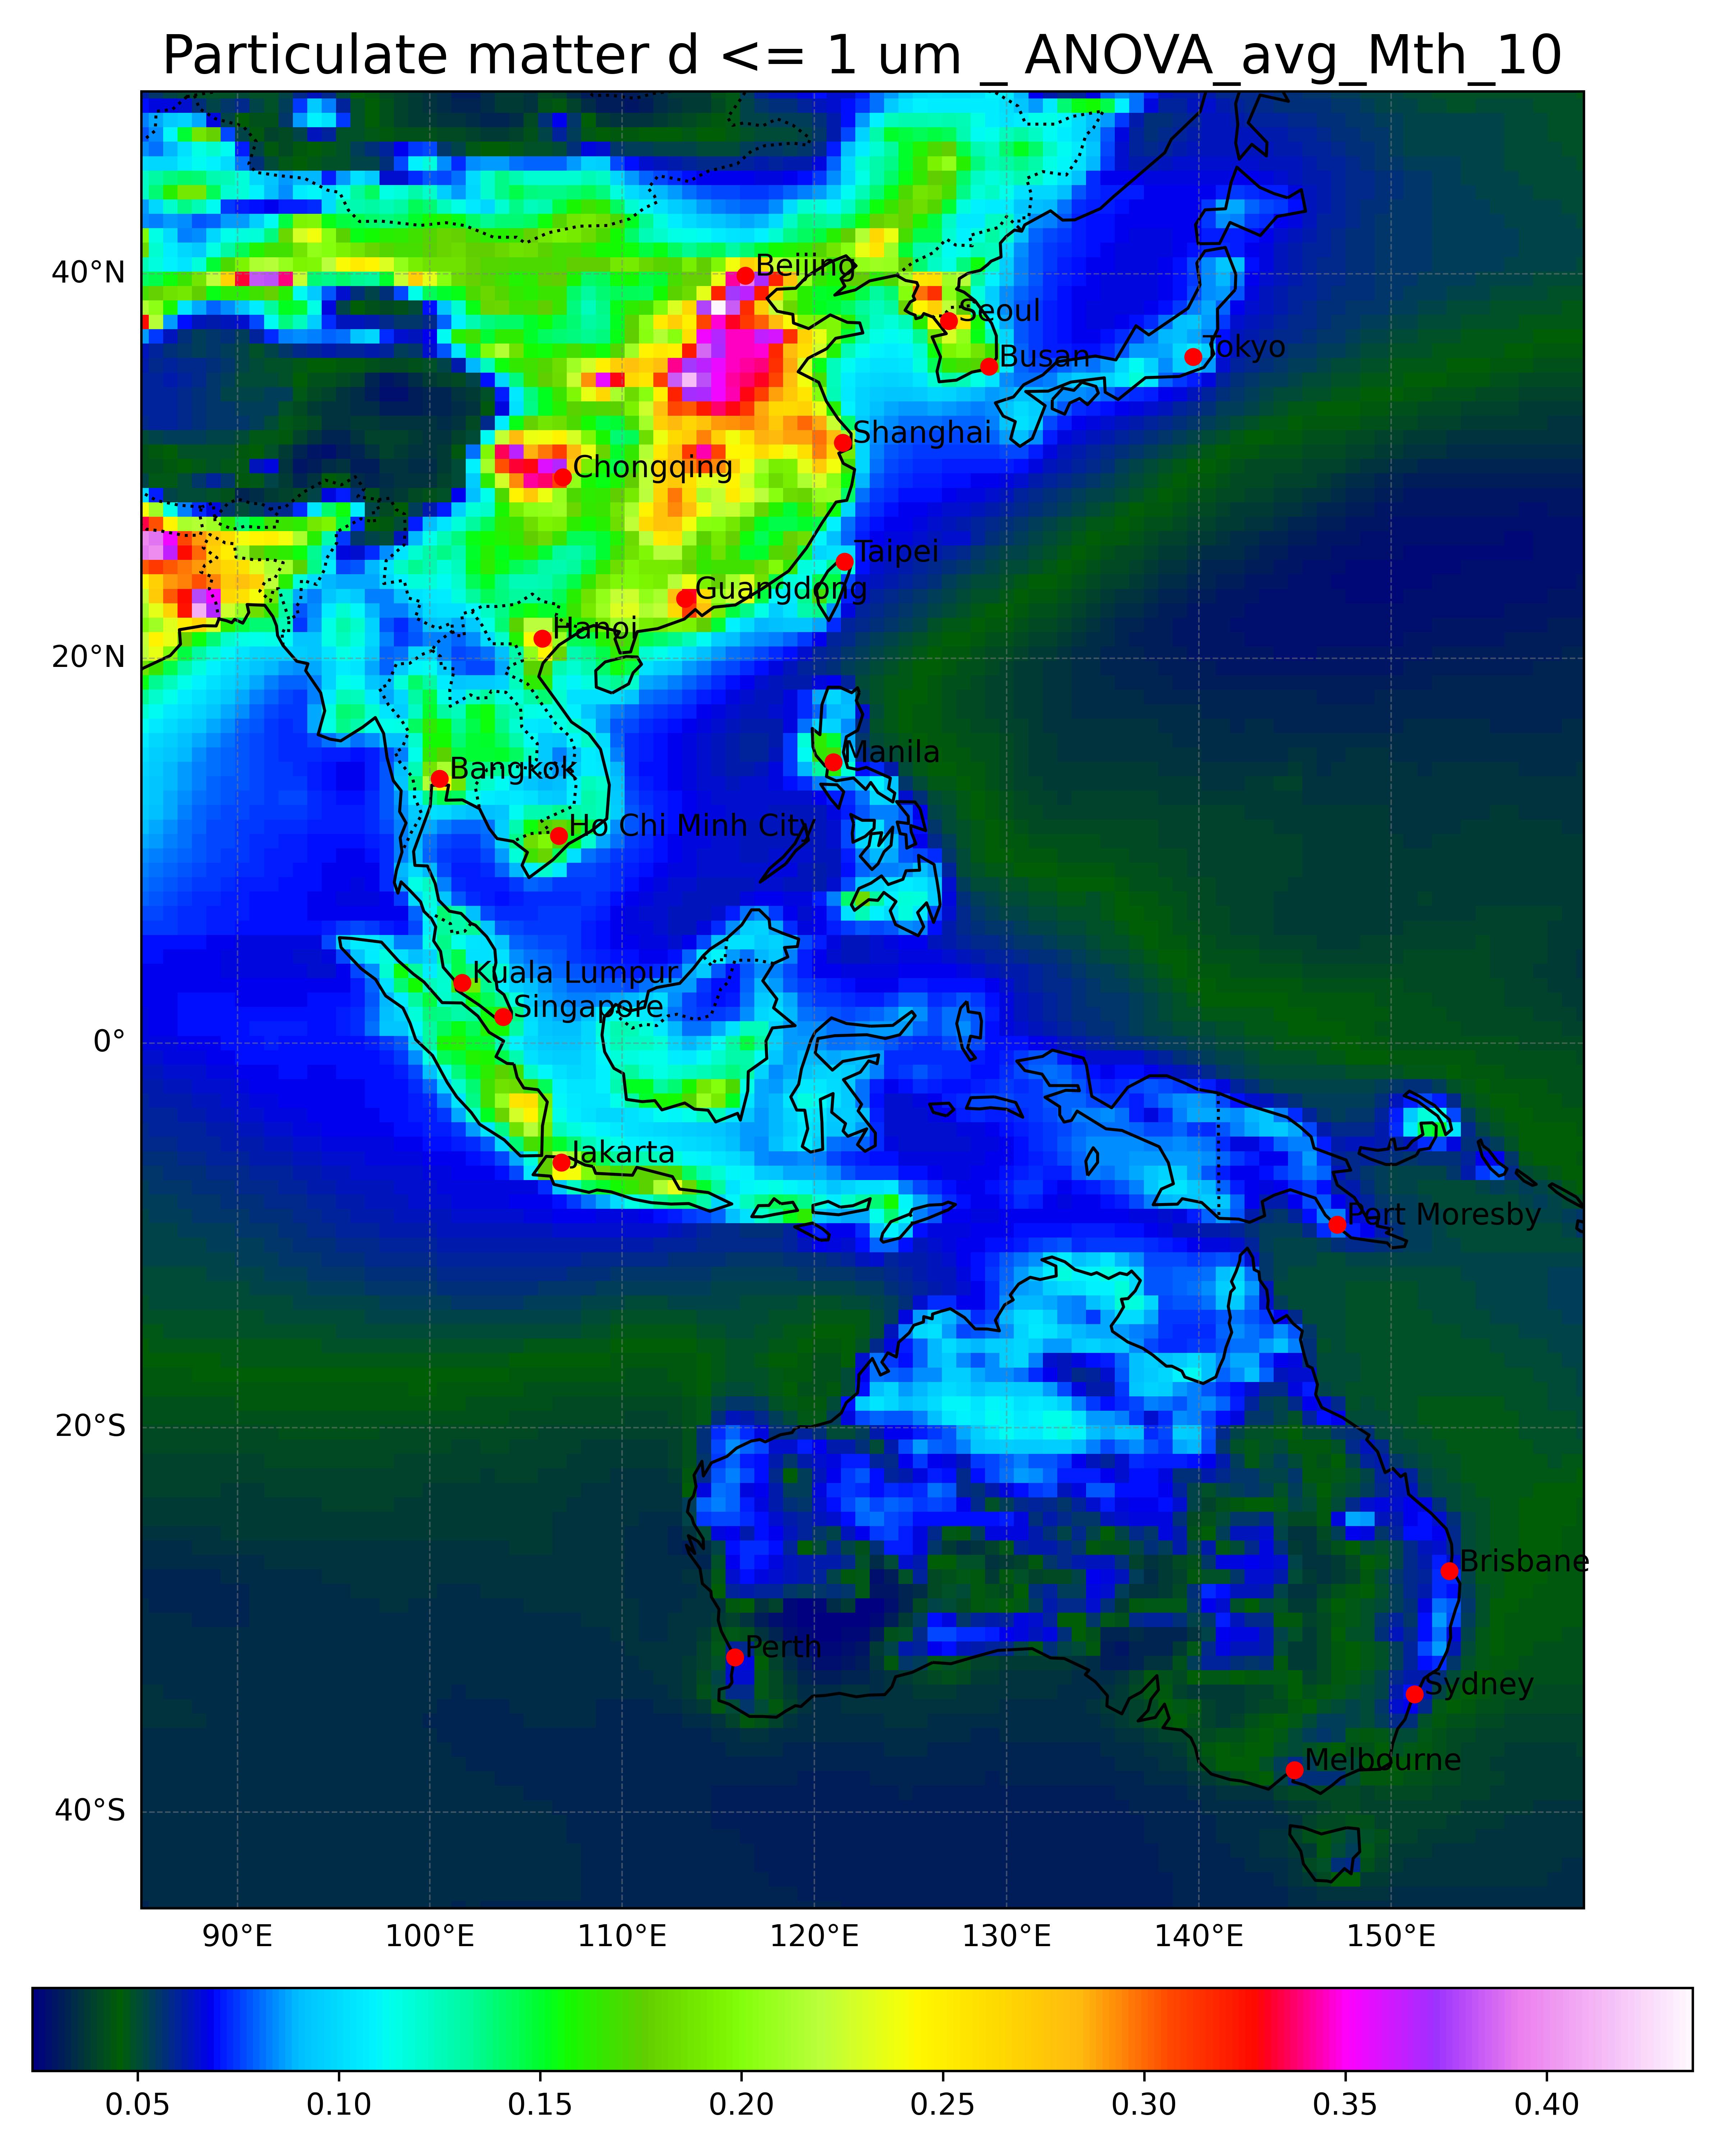 Particulate matter d <= 1 um _ ANOVA_avg_Mth_10
40°N
Beijing
Seoul
Tokyo
Busan
Shanghai
Chongqing
Taipei
Guangdong
Hanoi
20°N
Manila
Bangkok
Ho Chi Minh City
Kuala Lumpur
Singapore
0°
Jakarta
Port Moresby
20°S
Brisbane
Perth
Sydney
Melbourne
40°S
90°E 100°E 110°E 120°E 130°E 140°E 150°E
0.05 0.10 0.15 0.20 0.25 0.30 0.35 0.40